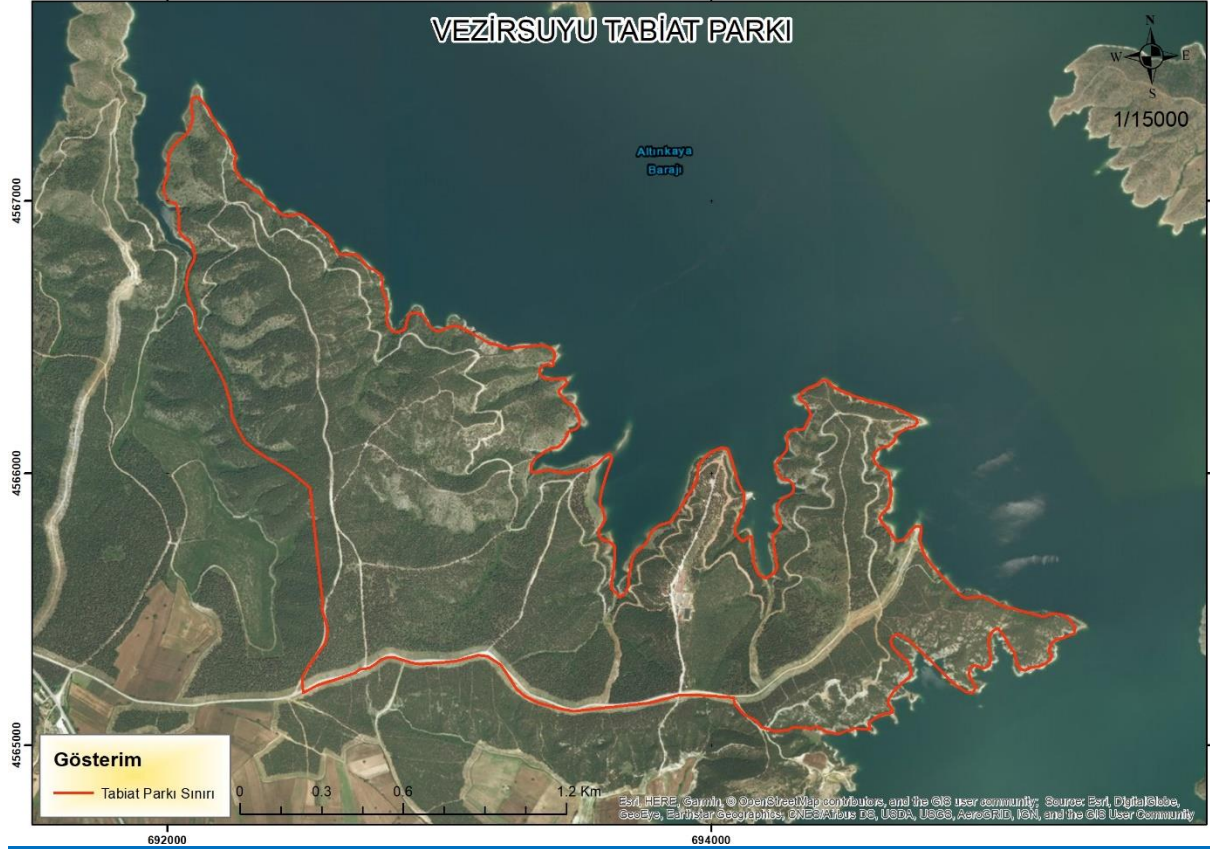 VEZİRSUYU TABİAT PARKI
N
W E
S
1/15000
Altınkaya
Barajı
4567000
4566000
4565000
Gösterim
Tabiat Parkı Sınırı
0 0.3 0.6 1.2 Km
Esri, HERE, Garmin, © OpenStreetMap contributors, and the GIS user community; Source: Esri, DigitalGlobe,
GeoEye, Earthstar Geographics, CNES/Airbus DS, USDA, USGS, AeroGRID, IGN, and the GIS User Community
692000 694000